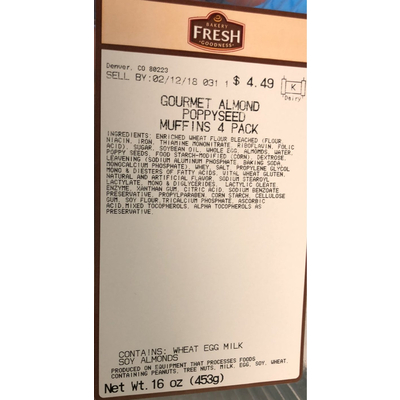 BAKERY
FRESH
GOODNESS
Denver, CO 80223
SELL BY:02/12/18 031 1 $ 4.49
K
Dairy
GOURMET ALMOND
POPPYSEED
MUFFINS 4 PACK
INGREDIENTS: ENRICHED WHEAT FLOUR BLEACHED (FLOUR,
NIACIN, IRON, THIAMINE MONONITRATE, RIBOFLAVIN, FOLIC
ACID), SUGAR, SOYBEAN OIL, WHOLE EGG, ALMONDS, WATER,
POPPY SEEDS, FOOD STARCH-MODIFIED (CORN), DEXTROSE,
LEAVENING (SODIUM ALUMINUM PHOSPHATE, BAKING SODA,
MONOCALCIUM PHOSPHATE), WHEY, SALT, PROPYLENE GLYCOL
MONO & DIESTERS OF FATTY ACIDS, VITAL WHEAT GLUTEN,
NATURAL AND ARTIFICIAL FLAVOR, SODIUM STEAROYL
LACTYLATE, MONO & DIGLYCERIDES, LACTYLIC OLEATE
ENZYME, XANTHAN GUM, CITRIC ACID, SODIUM BENZOATE
PRESERVATIVE, PROPYLPARABEN, CORN STARCH, CELLULOSE
GUM, SOY FLOUR TRICALCIUM PHOSPHATE, ASCORBIC
ACID, MIXED TOCOPHEROLS, ALPHA TOCOPHEROLS AS
PRESERVATIVE.
CONTAINS: WHEAT EGG MILK
SOY ALMONDS
PRODUCED ON EQUIPMENT THAT PROCESSES FOODS
CONTAINING PEANUTS, TREE NUTS, MILK, EGG, SOY, WHEAT.
Net Wt. 16 oz (453g)